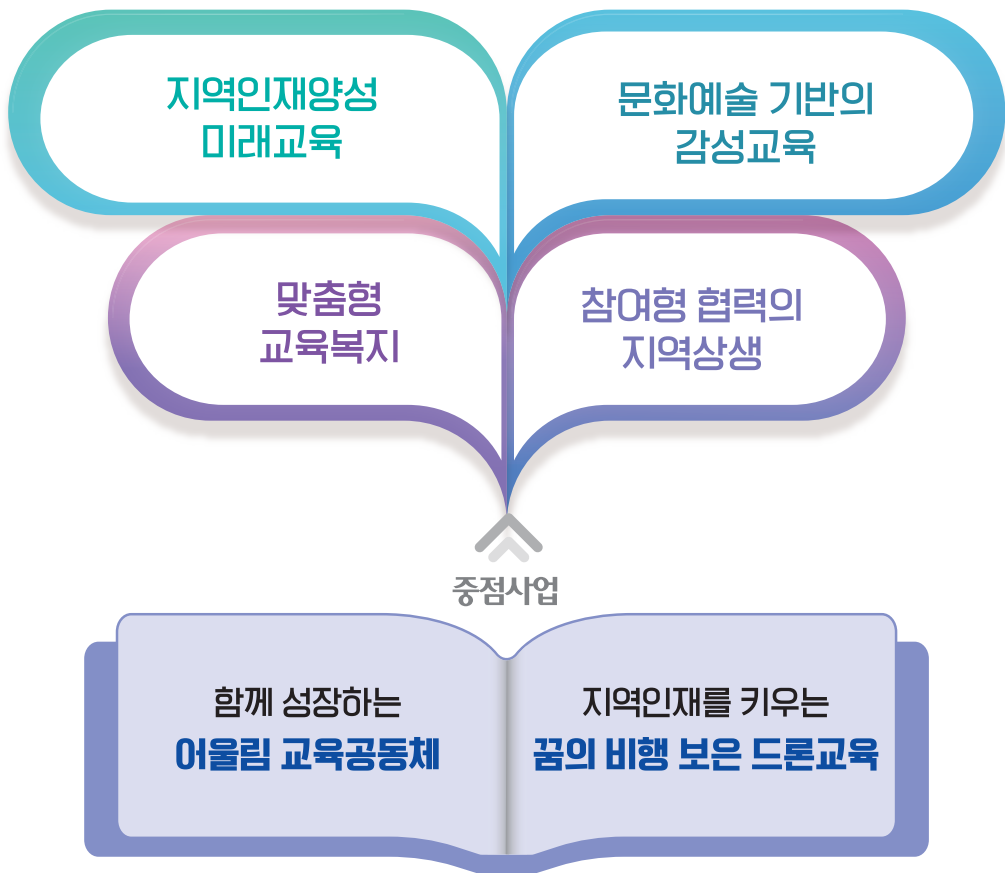 지역인재양성
미래교육
문화예술 기반의
감성교육
맞춤형
교육복지
참여형 협력의
지역상생
중점사업
함께 성장하는
어울림 교육공동체
지역인재를 키우는
꿈의 비행 보은 드론교육